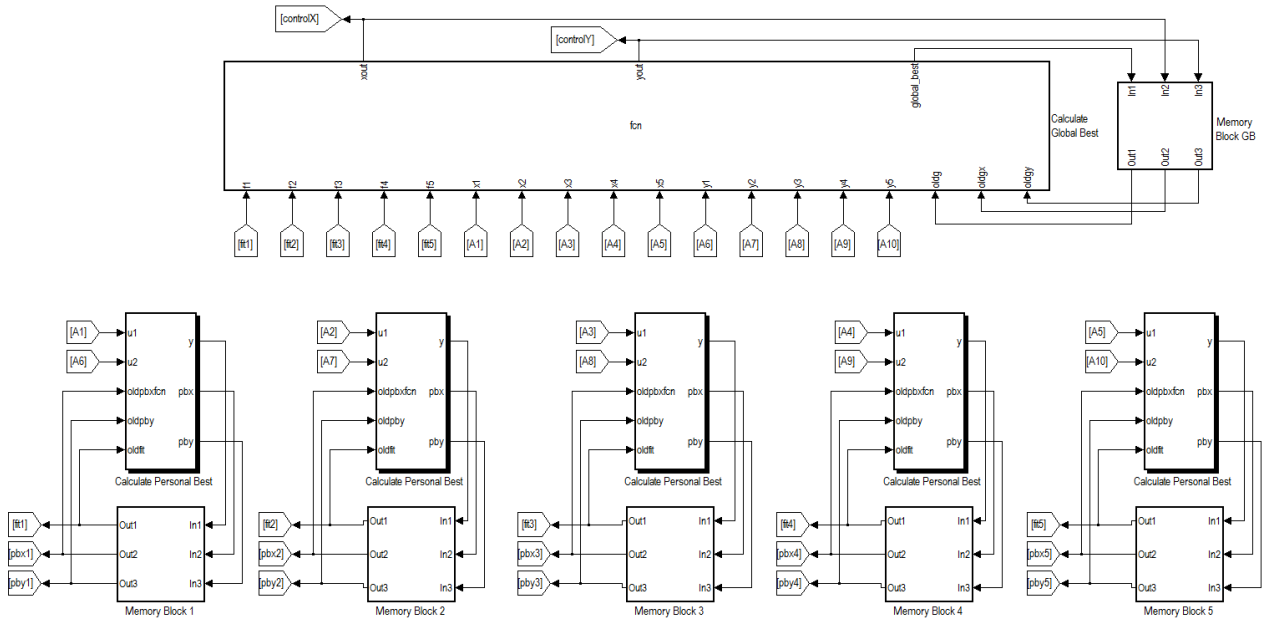 [controlX]
[controlY]
xout
yout
global_best
In1
In2
In3
fcn
Calculate
Global Best
Memory
Block GB
Out1
Out2
Out3
f1
f2
f3
f4
f5
x1
x2
x3
x4
x5
y1
y2
y3
y4
y5
oldg
oldgx
oldgy
[fit1]
[fit2]
[fit3]
[fit4]
[fit5]
[A1]
[A2]
[A3]
[A4]
[A5]
[A6]
[A7]
[A8]
[A9]
[A10]
[A1]
[A6]
u1
u2
oldpbxfcn
oldpby
oldfit
y
pbx
pby
Calculate Personal Best
[fit1]
[pbx1]
[pby1]
Out1
Out2
Out3
In1
In2
In3
Memory Block 1
[A2]
[A7]
u1
u2
oldpbxfcn
oldpby
oldfit
y
pbx
pby
Calculate Personal Best
[fit2]
[pbx2]
[pby2]
Out1
Out2
Out3
In1
In2
In3
Memory Block 2
[A3]
[A8]
u1
u2
oldpbxfcn
oldpby
oldfit
y
pbx
pby
Calculate Personal Best
[fit3]
[pbx3]
[pby3]
Out1
Out2
Out3
In1
In2
In3
Memory Block 3
[A4]
[A9]
u1
u2
oldpbxfcn
oldpby
oldfit
y
pbx
pby
Calculate Personal Best
[fit4]
[pbx4]
[pby4]
Out1
Out2
Out3
In1
In2
In3
Memory Block 4
[A5]
[A10]
u1
u2
oldpbxfcn
oldpby
oldfit
y
pbx
pby
Calculate Personal Best
[fit5]
[pbx5]
[pby5]
Out1
Out2
Out3
In1
In2
In3
Memory Block 5